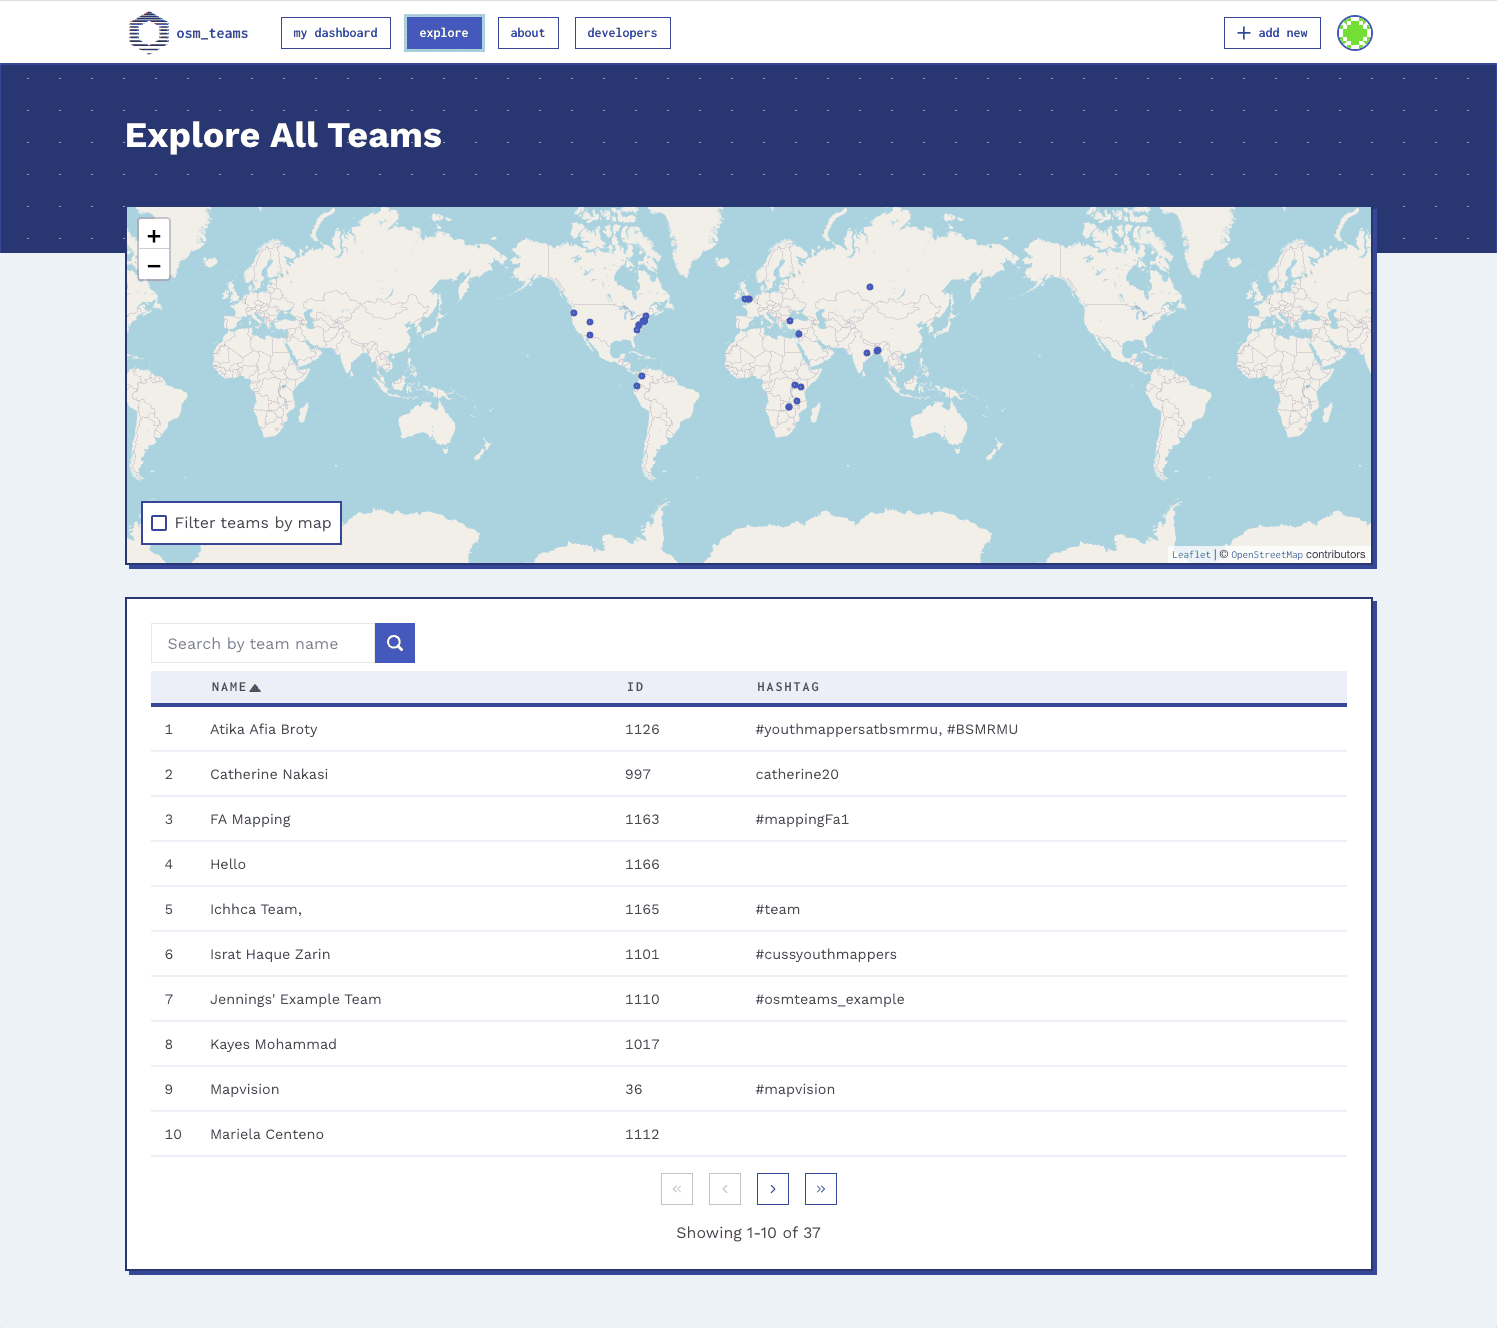 osm_teams
my dashboard
explore
about
developers
+ add new
Explore All Teams
+
−
Filter teams by map
Leaflet | © OpenStreetMap contributors
Search by team name
NAME ID HASHTAG
1 Atika Afia Broty 1126 #youthmappersatbsmrmu, #BSMRMU
2 Catherine Nakasi 997 catherine20
3 FA Mapping 1163 #mappingFa1
4 Hello 1166
5 Ichhca Team, 1165 #team
6 Israt Haque Zarin 1101 #cussyouthmappers
7 Jennings' Example Team 1110 #osmteams_example
8 Kayes Mohammad 1017
9 Mapvision 36 #mapvision
10 Mariela Centeno 1112
« ‹ › »
Showing 1-10 of 37